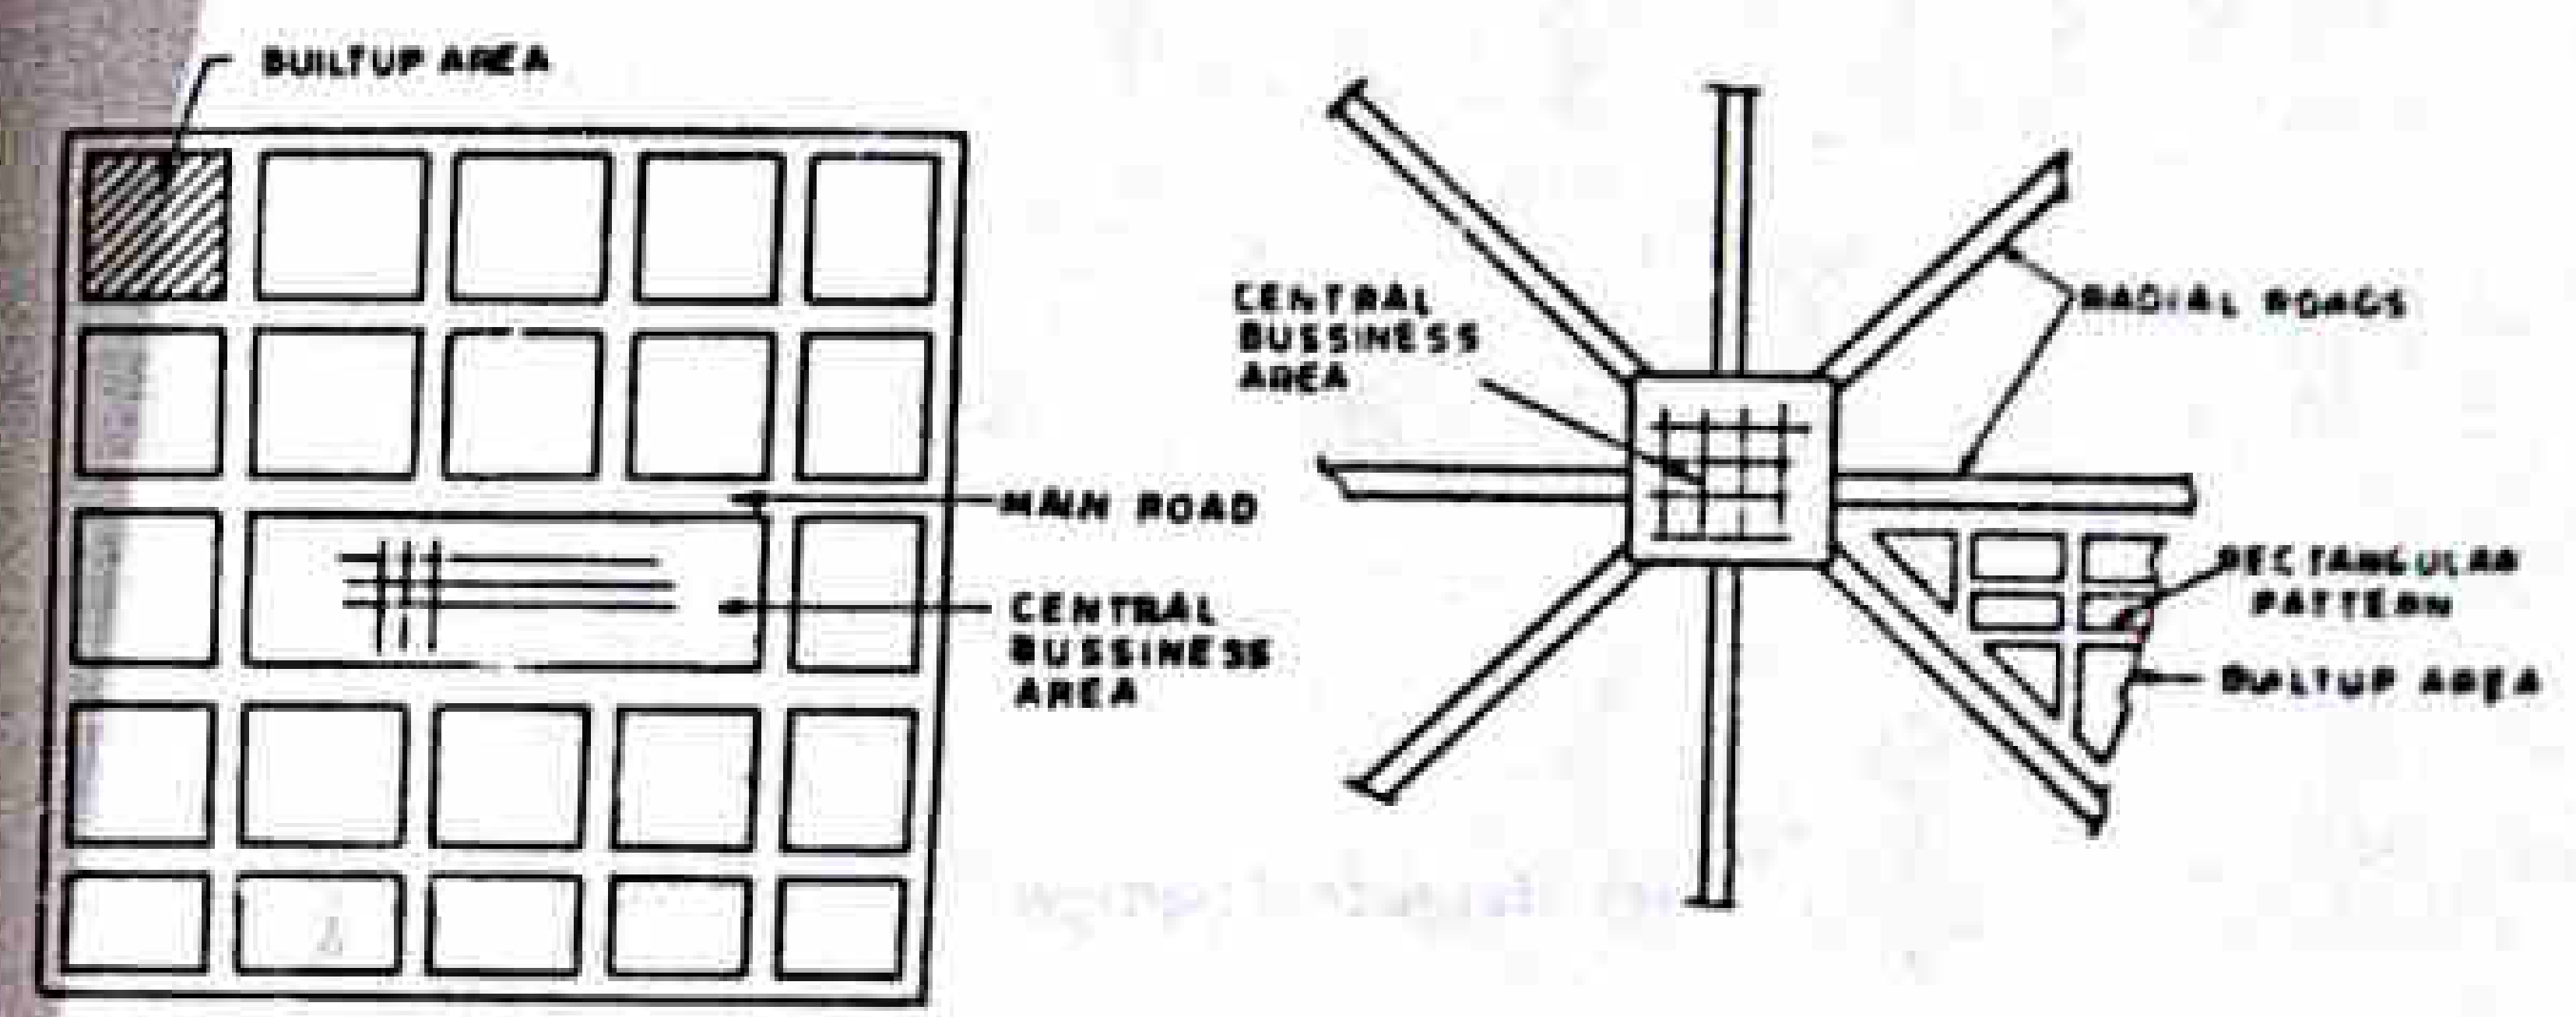 BUILTUP AREA
MAIN ROAD
CENTRAL
BUSSINESS
AREA
CENTRAL
BUSSINESS
AREA
RADIAL ROADS
RECTANGULAR
PATTERN
BUILTUP AREA